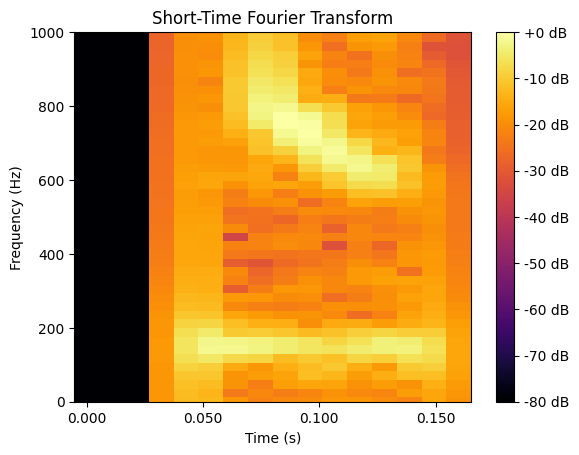 Short-Time Fourier Transform
1000
800
600
400
200
0
Frequency (Hz)
0.000
0.050
0.100
0.150
Time (s)
+0 dB
-10 dB
-20 dB
-30 dB
-40 dB
-50 dB
-60 dB
-70 dB
-80 dB